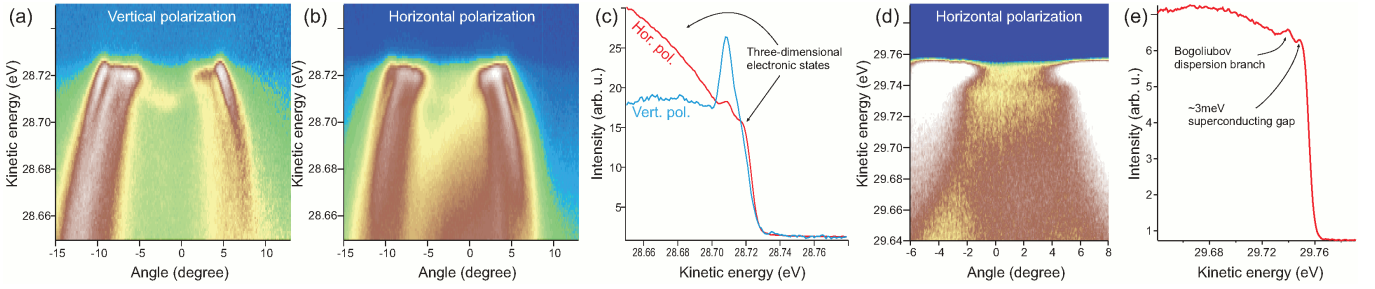 (a)
Vertical polarization
Kinetic energy (eV)
28.72
28.70
28.68
28.66
-15
-10
-5
0
5
10
Angle (degree)
(b)
Horizontal polarization
Kinetic energy (eV)
28.72
28.70
28.68
28.66
-15
-10
-5
0
5
10
Angle (degree)
(c)
Hor. pol.
Vert. pol.
Three-dimensional
electronic states
Intensity (arb. u.)
25
20
15
10
5
28.66
28.68
28.70
28.72
28.74
28.76
28.78
Kinetic energy (eV)
(d)
Horizontal polarization
Kinetic energy (eV)
29.76
29.74
29.72
29.70
29.68
29.66
29.64
-6
-4
-2
0
2
4
6
8
Angle (degree)
(e)
Bogoliubov
dispersion branch
~3meV
superconducting gap
Intensity (arb. u.)
7
6
5
4
3
2
1
29.68
29.72
29.76
Kinetic energy (eV)